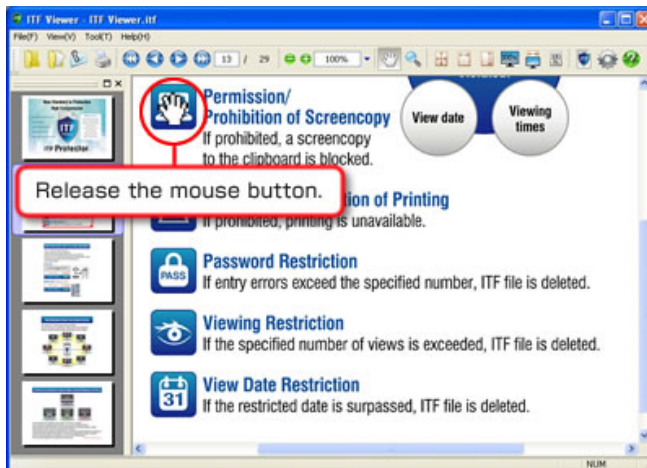 ITF Viewer - ITF Viewer.itf
File(F) View(V) Tool(T) Help(H)
13 / 29 100%
ITF
ITF Protector
Permission/
Prohibition of Screencopy
If prohibited, a screencopy
to the clipboard is blocked.
View date
Viewing
times
Release the mouse button.
tion of Printing
If prohibited, printing is unavailable.
PASS
Password Restriction
If entry errors exceed the specified number, ITF file is deleted.
Viewing Restriction
If the specified number of views is exceeded, ITF file is deleted.
31
View Date Restriction
If the restricted date is surpassed, ITF file is deleted.
NUM